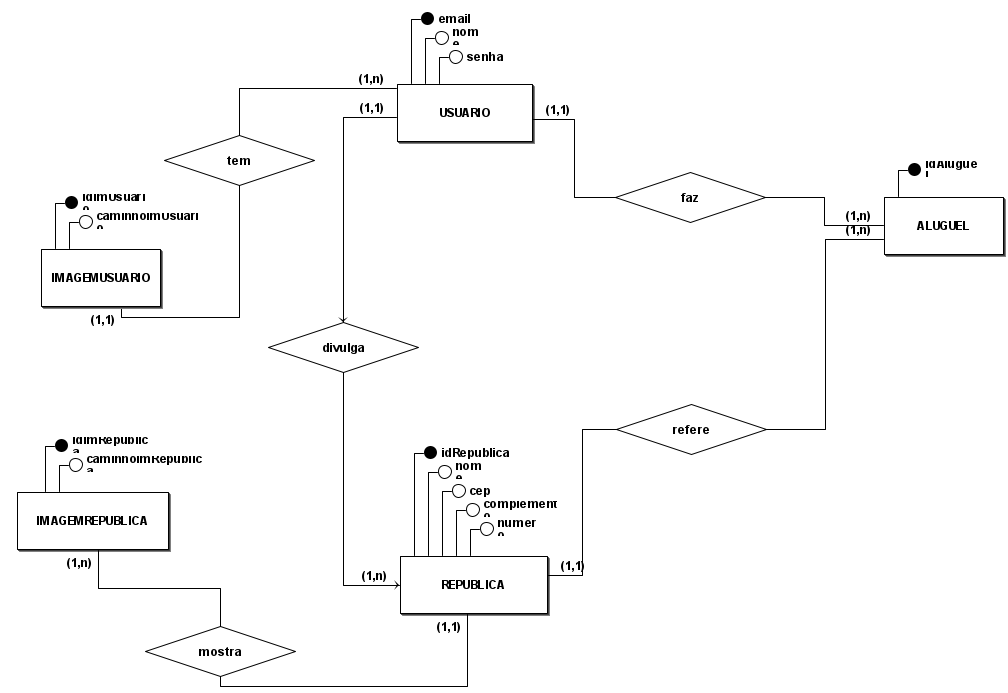 email
nome
senha
(1,n)
(1,1)
USUARIO
(1,1)
tem
idAluguel
faz
(1,n)
(1,n)
ALUGUEL
idImUsuario
caminhoImUsuario
IMAGEMUSUARIO
(1,1)
divulga
refere
idImRepublica
caminhoImRepublica
IMAGEMREPUBLICA
(1,n)
idRepublica
nome
cep
complemento
numero
(1,n)
REPUBLICA
(1,1)
(1,1)
mostra